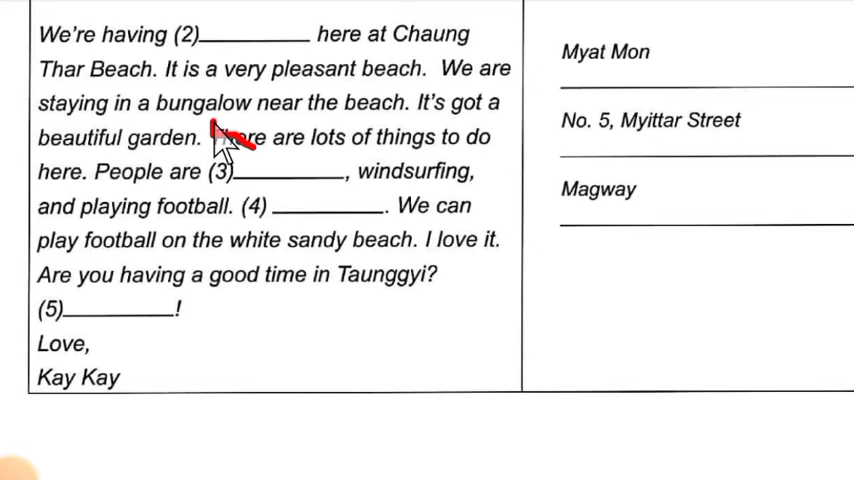 We're having (2)__________ here at Chaung
Thar Beach. It is a very pleasant beach. We are
staying in a bungalow near the beach. It's got a
beautiful garden. There are lots of things to do
here. People are (3)__________, windsurfing,
and playing football. (4) __________. We can
play football on the white sandy beach. I love it.
Are you having a good time in Taunggyi?
(5)__________!
Love,
Kay Kay
Myat Mon
No. 5, Myittar Street
Magway